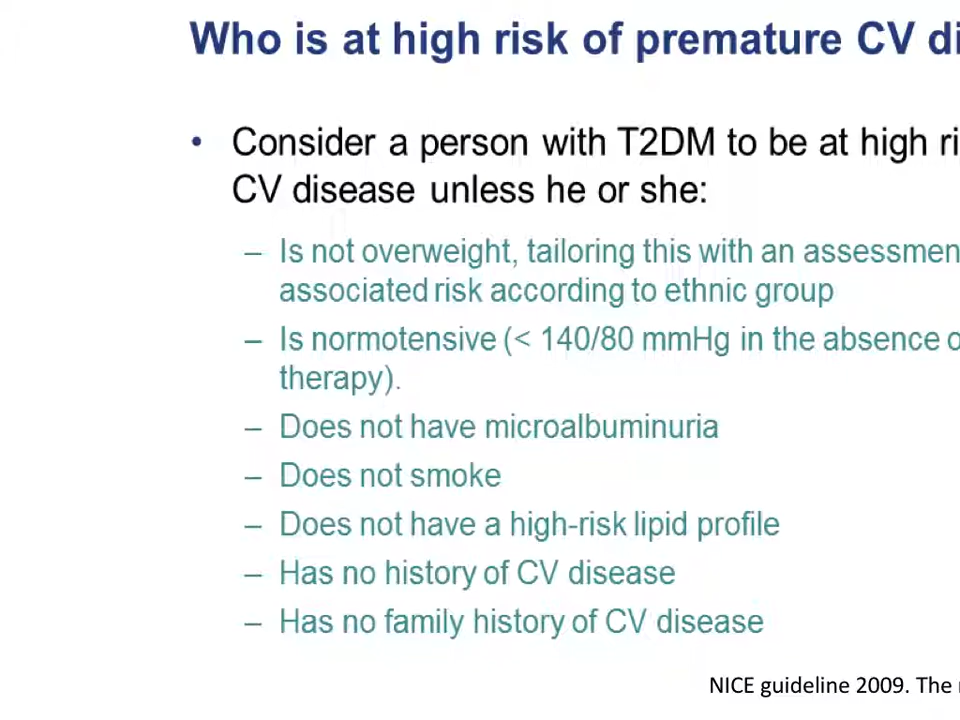 Who is at high risk of premature CV di
• Consider a person with T2DM to be at high ri
CV disease unless he or she:
– Is not overweight, tailoring this with an assessmen
associated risk according to ethnic group
– Is normotensive (< 140/80 mmHg in the absence o
therapy).
– Does not have microalbuminuria
– Does not smoke
– Does not have a high-risk lipid profile
– Has no history of CV disease
– Has no family history of CV disease
NICE guideline 2009. The